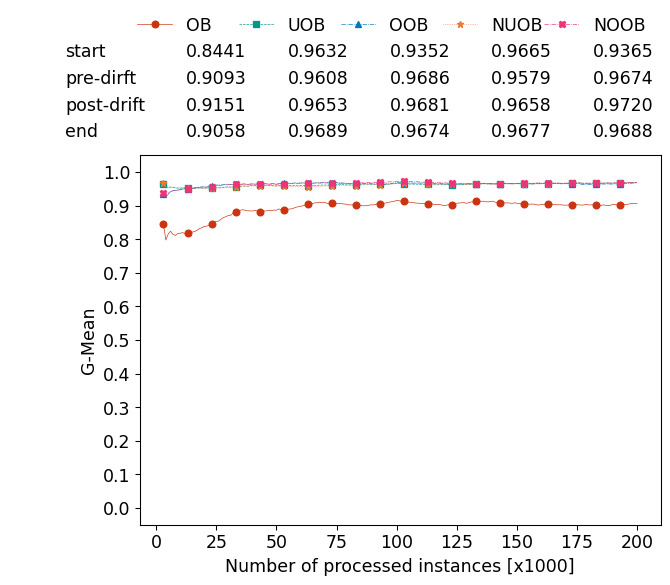 OB UOB OOB NUOB NOOB
start 0.8441 0.9632 0.9352 0.9665 0.9365
pre-dirft 0.9093 0.9608 0.9686 0.9579 0.9674
post-drift 0.9151 0.9653 0.9681 0.9658 0.9720
end 0.9058 0.9689 0.9674 0.9677 0.9688
1.0
0.9
0.8
0.7
0.6
0.5
0.4
0.3
0.2
0.1
0.0
G-Mean
0 25 50 75 100 125 150 175 200
Number of processed instances [x1000]